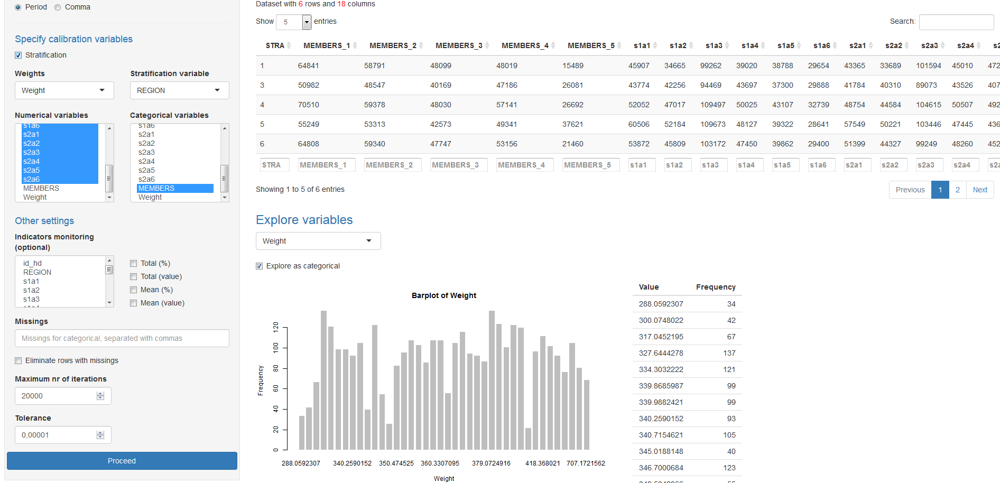 Period Comma
Specify calibration variables
Stratification
Weights Stratification variable
Weight REGION
Numerical variables Categorical variables
s1a6 s1a6
s2a1 s2a1
s2a2 s2a2
s2a3 s2a3
s2a4 s2a4
s2a5 s2a5
s2a6 s2a6
MEMBERS MEMBERS
Weight Weight
Other settings
Indicators monitoring
(optional)
id_hd
REGION
s1a1
s1a2
s1a3
Total (%)
Total (value)
Mean (%)
Mean (value)
Missings
Missings for categorical, separated with commas
Eliminate rows with missings
Maximum nr of iterations
20000
Tolerance
0,00001
Proceed
Dataset with 6 rows and 18 columns
Show 5 entries Search:
STRA MEMBERS_1 MEMBERS_2 MEMBERS_3 MEMBERS_4 MEMBERS_5 s1a1 s1a2 s1a3 s1a4 s1a5 s1a6 s2a1 s2a2 s2a3 s2a4 s2
1 64841 58791 48099 48019 15489 45907 34665 99262 39020 38788 29654 43365 33689 101594 45010 472
3 50982 48547 40169 47186 26081 43774 42256 94469 43697 37300 29888 41784 40310 89073 43526 407
4 70510 59378 48030 57141 26692 52052 47017 109497 50025 43107 32739 48754 44584 104615 50507 492
5 55249 53313 42573 49341 37621 60506 52184 109673 48127 39322 28641 57549 50221 103446 47445 436
6 64808 59340 47747 53156 21460 53872 45809 103172 47450 39862 29400 51399 44327 99249 48260 452
STRA MEMBERS_1 MEMBERS_2 MEMBERS_3 MEMBERS_4 MEMBERS_5 s1a1 s1a2 s1a3 s1a4 s1a5 s1a6 s2a1 s2a2 s2a3 s2a4 s2a
Showing 1 to 5 of 6 entries
Previous 1 2 Next
Explore variables
Weight
Explore as categorical
Barplot of Weight
Frequency
0 20 40 60 80 100 120
288.0592307 340.2590152 350.474525 360.3307095 379.0724916 418.368021 707.1721562
Weight
Value Frequency
288.0592307 34
300.0748022 42
317.0452195 67
327.6444278 137
334.3032222 121
339.8685987 99
339.9882421 99
340.2590152 93
340.7154621 105
345.0188148 40
346.7000684 123